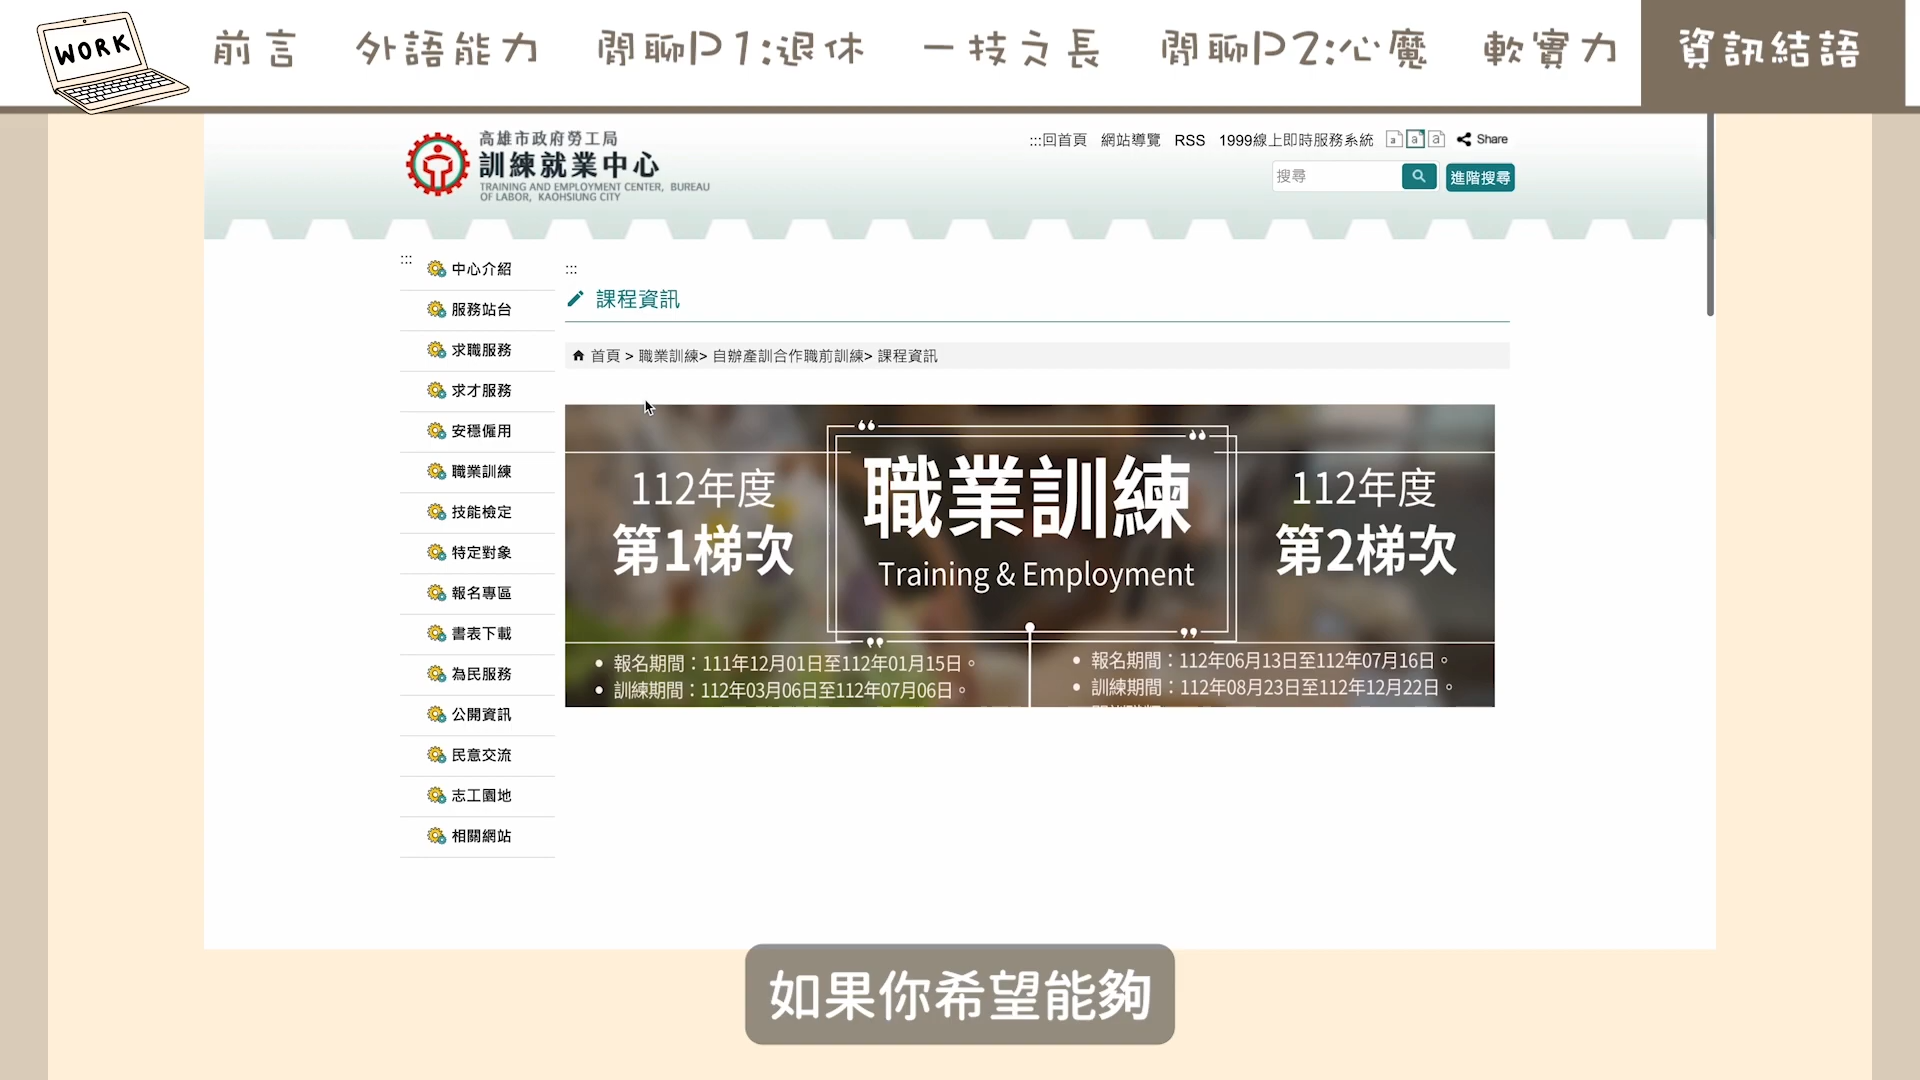 WORK
前言
外語能力
閒聊P1:退休
一技之長
閒聊P2:心魔
軟實力
資訊結語
高雄市政府勞工局
訓練就業中心
TRAINING AND EMPLOYMENT CENTER, BUREAU
OF LABOR, KAOHSIUNG CITY
:::回首頁
網站導覽
RSS
1999線上即時服務系統
a
a
a
Share
搜尋
進階搜尋
:::
中心介紹
服務站台
求職服務
求才服務
安穩僱用
職業訓練
技能檢定
特定對象
報名專區
書表下載
為民服務
公開資訊
民意交流
志工園地
相關網站
:::
課程資訊
首頁 > 職業訓練> 自辦產訓合作職前訓練> 課程資訊
112年度
第1梯次
職業訓練
Training & Employment
112年度
第2梯次
• 報名期間：111年12月01日至112年01月15日。
• 訓練期間：112年03月06日至112年07月06日。
• 報名期間：112年06月13日至112年07月16日。
• 訓練期間：112年08月23日至112年12月22日。
如果你希望能夠